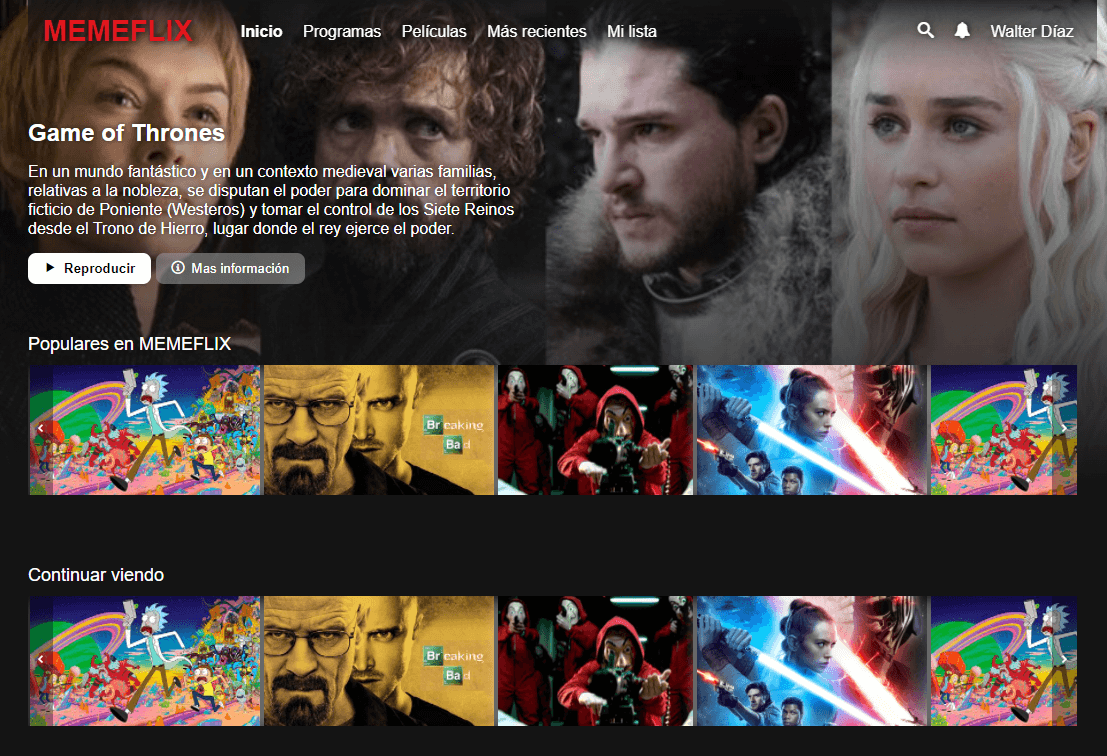 MEMEFLIX
Inicio Programas Películas Más recientes Mi lista
Walter Díaz
Game of Thrones
En un mundo fantástico y en un contexto medieval varias familias,
relativas a la nobleza, se disputan el poder para dominar el territorio
ficticio de Poniente (Westeros) y tomar el control de los Siete Reinos
desde el Trono de Hierro, lugar donde el rey ejerce el poder.
Reproducir Mas información
Populares en MEMEFLIX
Breaking
Bad
Continuar viendo
Breaking
Bad